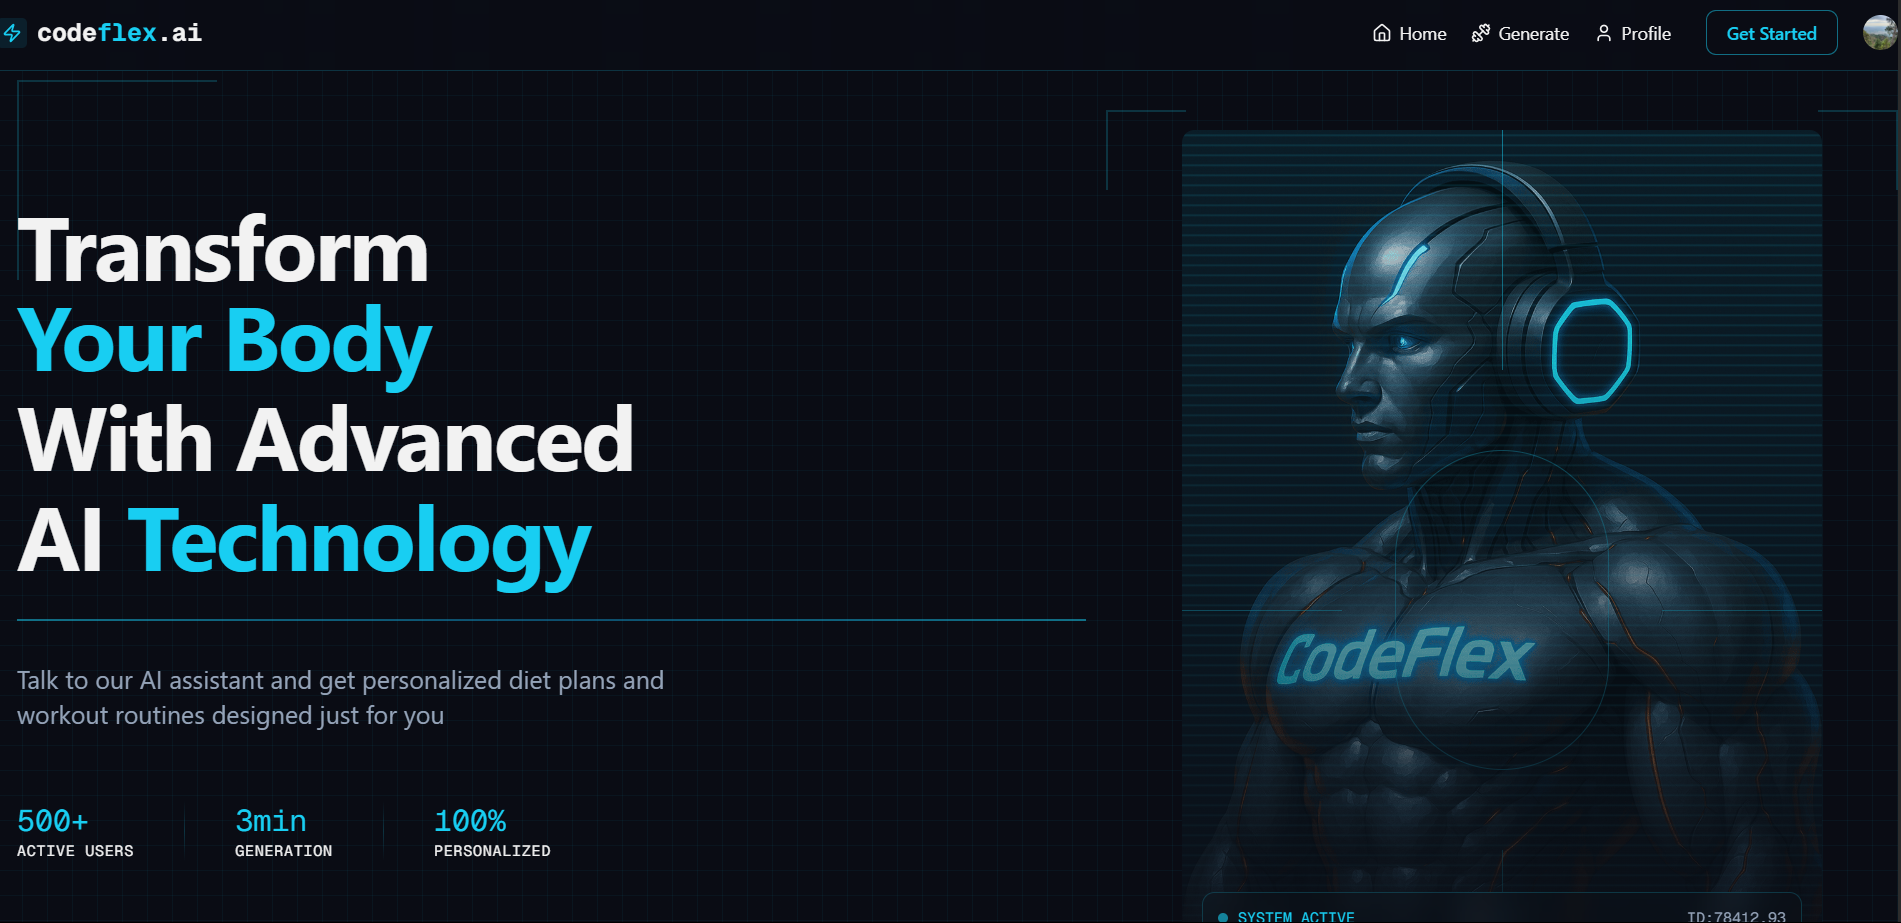 codeflex.ai
Home
Generate
Profile
Get Started
Transform
Your Body
With Advanced
AI Technology
Talk to our AI assistant and get personalized diet plans and
workout routines designed just for you
500+
ACTIVE USERS
3min
GENERATION
100%
PERSONALIZED
CodeFlex
SYSTEM ACTIVE
ID:78412.93